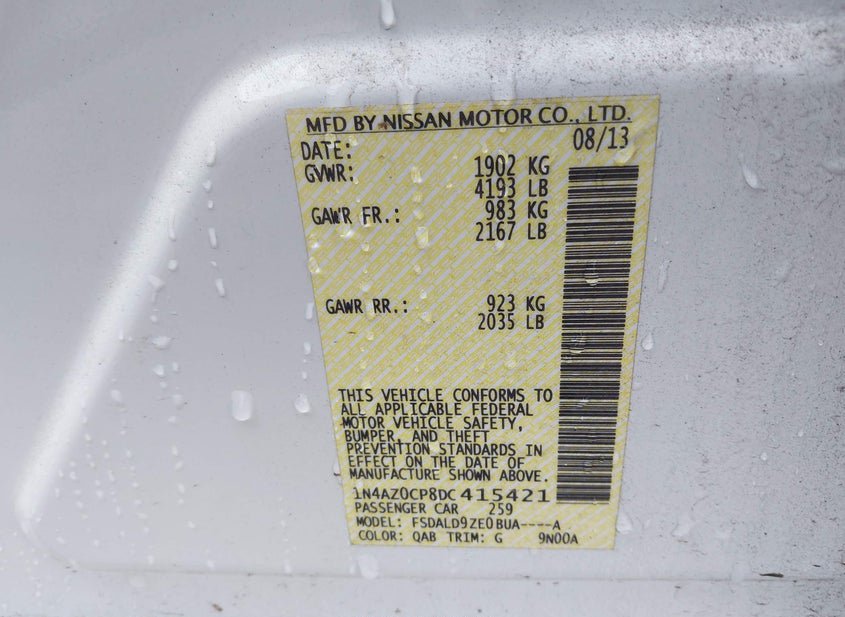 MFD BY NISSAN MOTOR CO., LTD.
DATE: 08/13
GVWR: 1902 KG
4193 LB
GAWR FR.: 983 KG
2167 LB
GAWR RR.: 923 KG
2035 LB
THIS VEHICLE CONFORMS TO
ALL APPLICABLE FEDERAL
MOTOR VEHICLE SAFETY,
BUMPER, AND THEFT
PREVENTION STANDARDS IN
EFFECT ON THE DATE OF
MANUFACTURE SHOWN ABOVE.
1N4AZ0CP8DC415421
PASSENGER CAR 259
MODEL: FSDALD9ZE0BUA----A
COLOR: QAB TRIM: G 9N00A